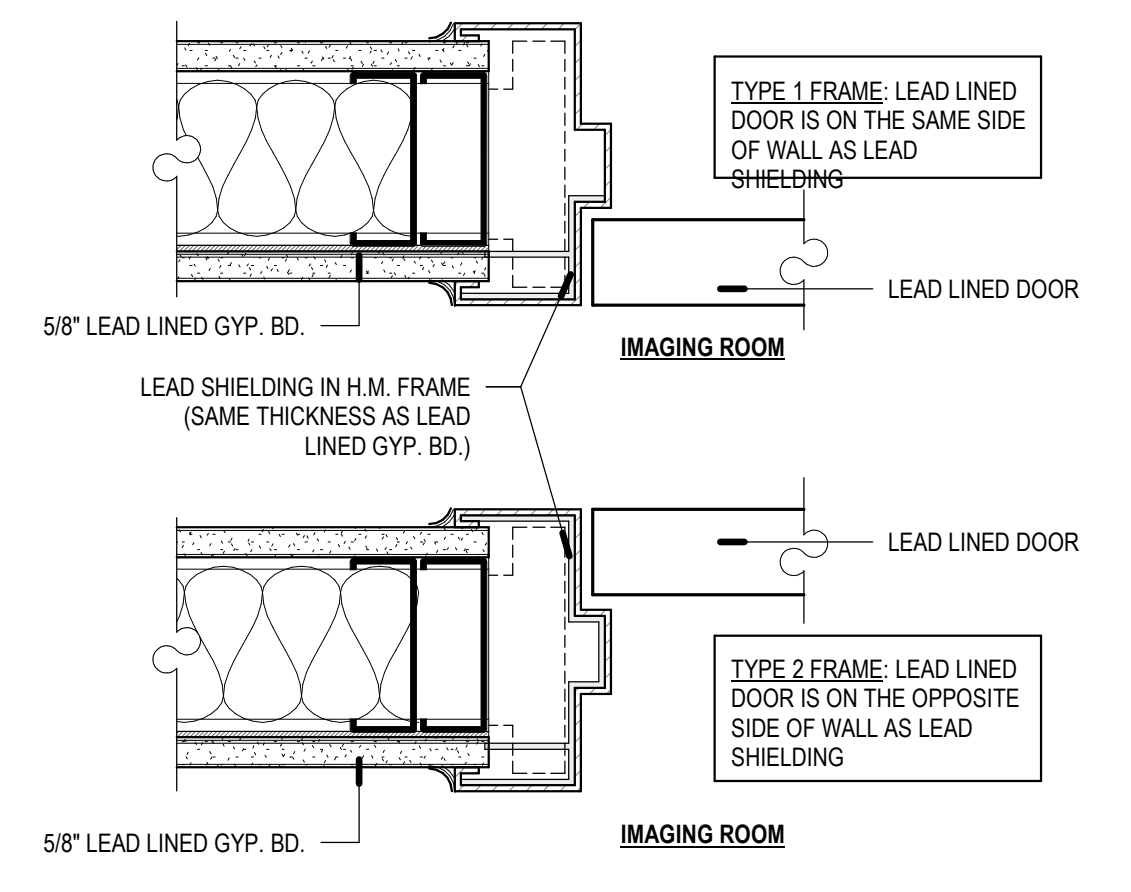 TYPE 1 FRAME: LEAD LINED
DOOR IS ON THE SAME SIDE
OF WALL AS LEAD
SHIELDING
LEAD LINED DOOR
5/8" LEAD LINED GYP. BD.
IMAGING ROOM
LEAD SHIELDING IN H.M. FRAME
(SAME THICKNESS AS LEAD
LINED GYP. BD.)
LEAD LINED DOOR
TYPE 2 FRAME: LEAD LINED
DOOR IS ON THE OPPOSITE
SIDE OF WALL AS LEAD
SHIELDING
5/8" LEAD LINED GYP. BD.
IMAGING ROOM